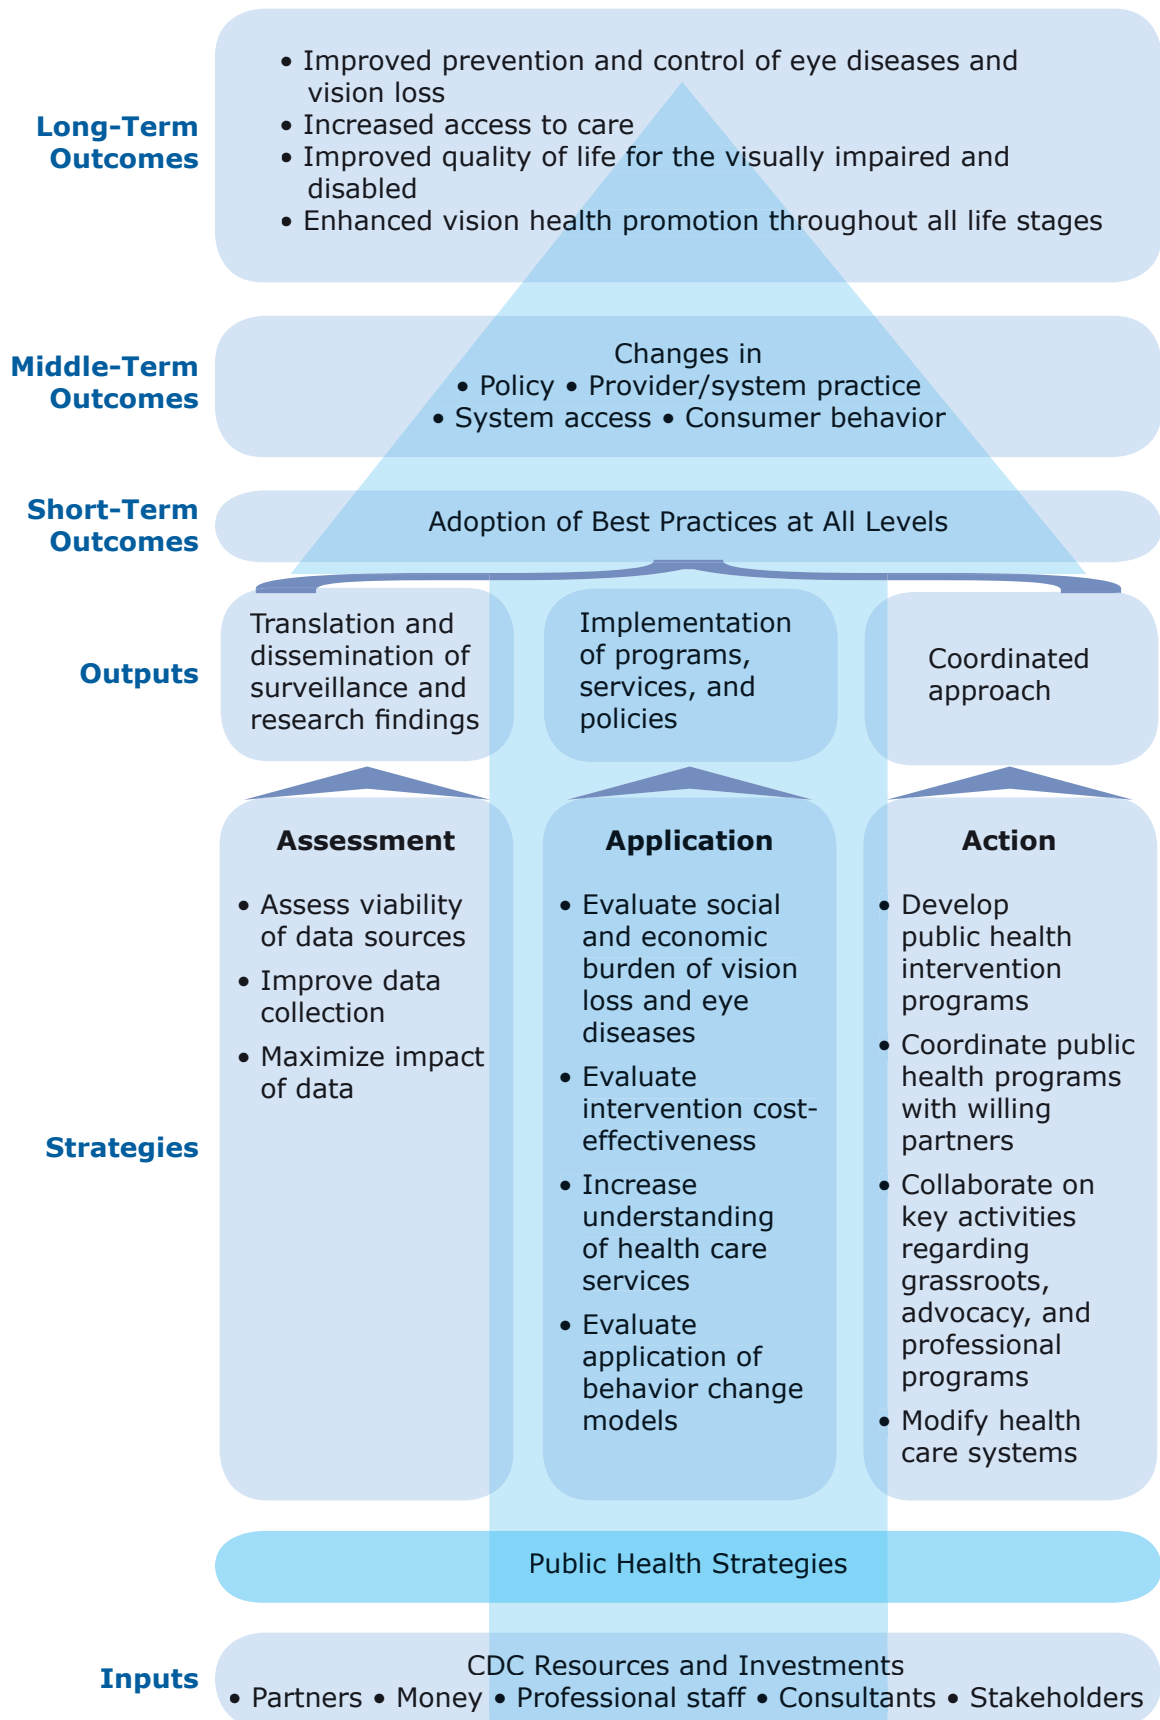 Long-Term
Outcomes
• Improved prevention and control of eye diseases and
vision loss
• Increased access to care
• Improved quality of life for the visually impaired and
disabled
• Enhanced vision health promotion throughout all life stages
Middle-Term
Outcomes
Changes in
• Policy • Provider/system practice
• System access • Consumer behavior
Short-Term
Outcomes
Adoption of Best Practices at All Levels
Outputs
Translation and
dissemination of
surveillance and
research findings
Implementation
of programs,
services, and
policies
Coordinated
approach
Strategies
Assessment
• Assess viability
of data sources
• Improve data
collection
• Maximize impact
of data
Application
• Evaluate social
and economic
burden of vision
loss and eye
diseases
• Evaluate
intervention cost-
effectiveness
• Increase
understanding
of health care
services
• Evaluate
application of
behavior change
models
Action
• Develop
public health
intervention
programs
• Coordinate public
health programs
with willing
partners
• Collaborate on
key activities
regarding
grassroots,
advocacy, and
professional
programs
• Modify health
care systems
Public Health Strategies
Inputs
CDC Resources and Investments
• Partners • Money • Professional staff • Consultants • Stakeholders